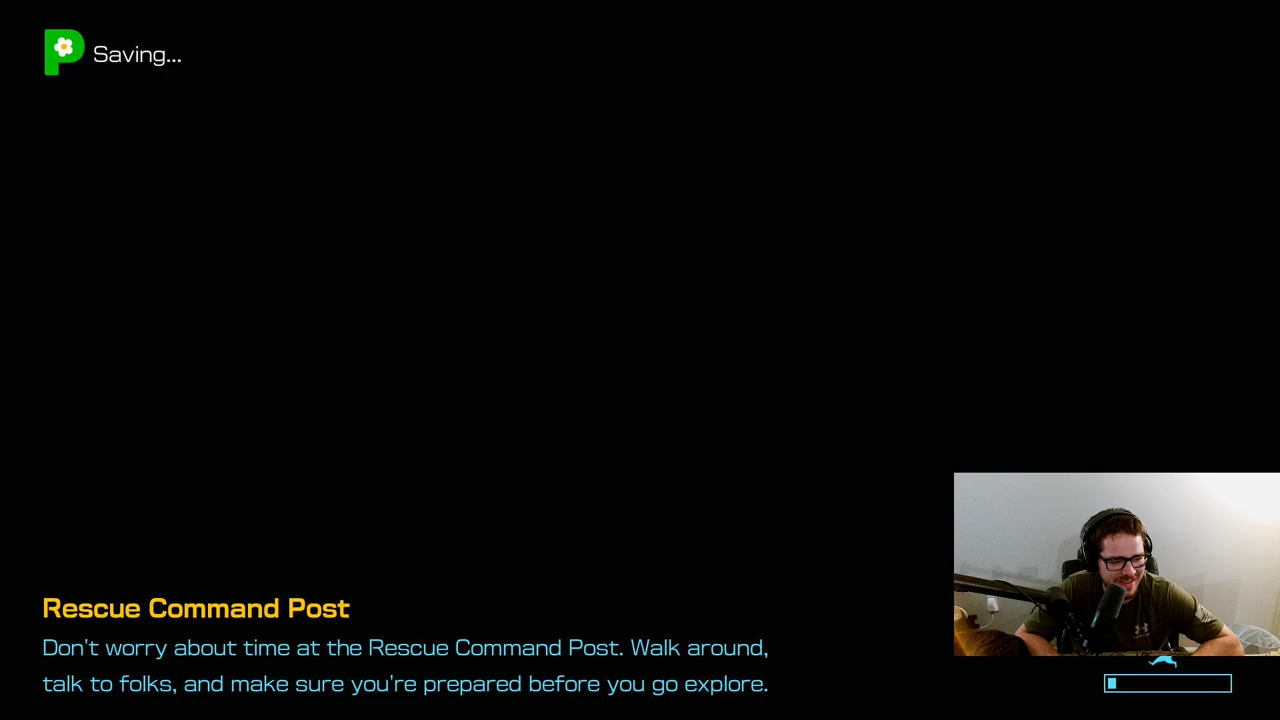 P Saving...
Rescue Command Post
Don't worry about time at the Rescue Command Post. Walk around,
talk to folks, and make sure you're prepared before you go explore.